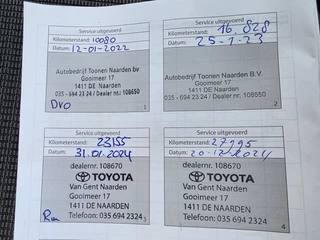 Service uitgevoerd
Kilometerstand: 10080
Datum: 12-01-2022
Autobedrijf Toonen Naarden bv
Gooimeer 17
1411 DE Naarden
035 - 694 23 24 / Dealer nr.: 108650
DVO
1
Service uitgevoerd
Kilometerstand: 16.828
Datum: 25-1-23
Autobedrijf Toonen Naarden B.V.
Gooimeer 17
1411 DE Naarden
035 - 694 23 24 / Dealer nr.: 108650
2
Service uitgevoerd
Kilometerstand: 23155
Datum: 31.01.2024
dealernr. 108670
TOYOTA
Van Gent Naarden
Gooimeer 17
1411 DE NAARDEN
Telefoon: 035 694 2324
3
Service uitgevoerd
Kilometerstand: 27795
Datum: 20-12-2024
dealernr.: 108670
TOYOTA
Van Gent Naarden
Gooimeer 17
1411 DE NAARDEN
Telefoon: 035 694 2324
4